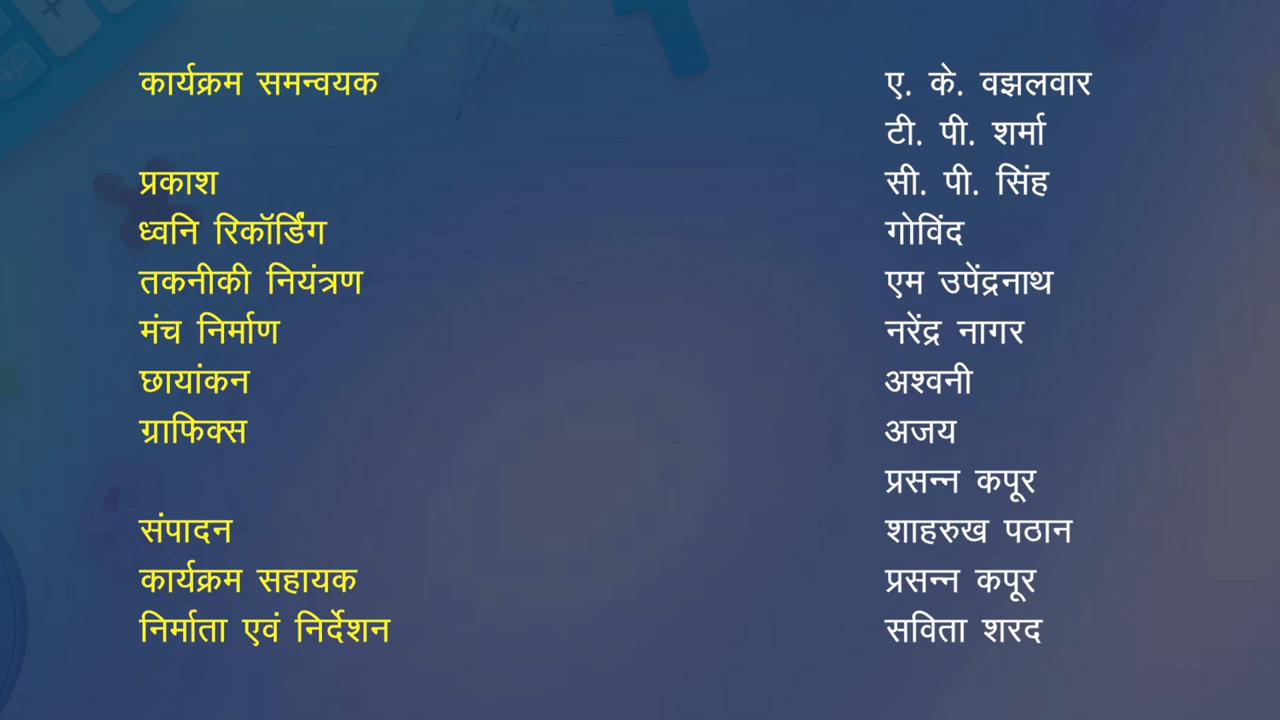 कार्यक्रम समन्वयक ए. के. वझलवार
टी. पी. शर्मा
प्रकाश सी. पी. सिंह
ध्वनि रिकॉर्डिंग गोविंद
तकनीकी नियंत्रण एम उपेंद्रनाथ
मंच निर्माण नरेंद्र नागर
छायांकन अश्वनी
ग्राफिक्स अजय
प्रसन्न कपूर
संपादन शाहरुख पठान
कार्यक्रम सहायक प्रसन्न कपूर
निर्माता एवं निर्देशन सविता शरद